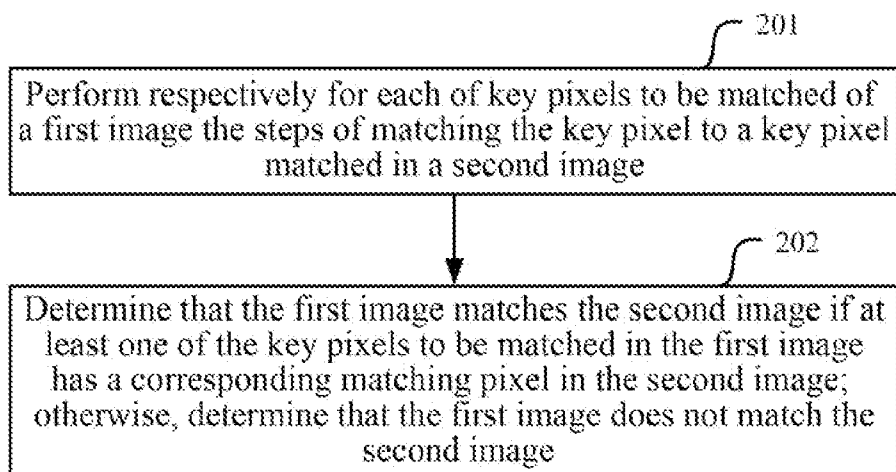 201
Perform respectively for each of key pixels to be matched of
a first image the steps of matching the key pixel to a key pixel
matched in a second image
202
Determine that the first image matches the second image if at
least one of the key pixels to be matched in the first image
has a corresponding matching pixel in the second image;
otherwise, determine that the first image does not match the
second image